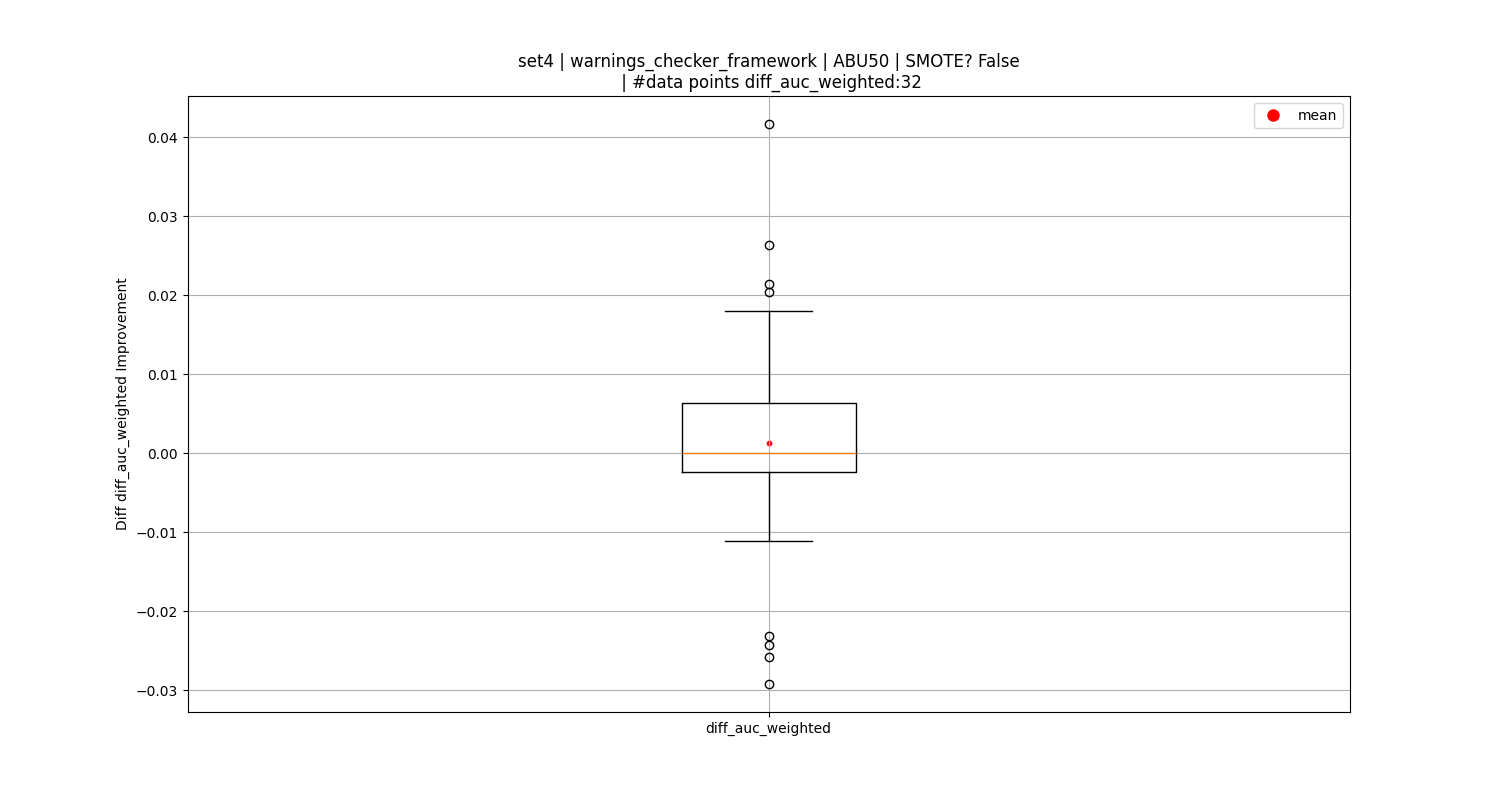 set4 | warnings_checker_framework | ABU50 | SMOTE? False
| #data points diff_auc_weighted:32
mean
0.04
0.03
0.02
0.01
0.00
−0.01
−0.02
−0.03
Diff diff_auc_weighted Improvement
diff_auc_weighted